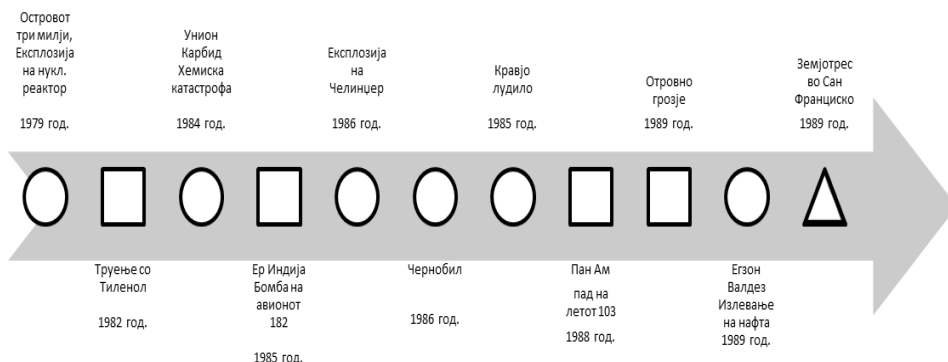 Островот
три милји,
Експлозија
на нукл.
реактор
1979 год.
Унион
Карбид
Хемиска
катастрофа
1984 год.
Експлозија
на
Челинџер
1986 год.
Кравјо
лудило
1985 год.
Отровно
грозје
1989 год.
Земјотрес
во Сан
Франциско
1989 год.
Труење со
Тиленол
1982 год.
Ер Индија
Бомба на
авионот
182
1985 год.
Чернобил
1986 год.
Пан Ам
пад на
летот 103
1988 год.
Егзон
Валдез
Излевање
на нафта
1989 год.